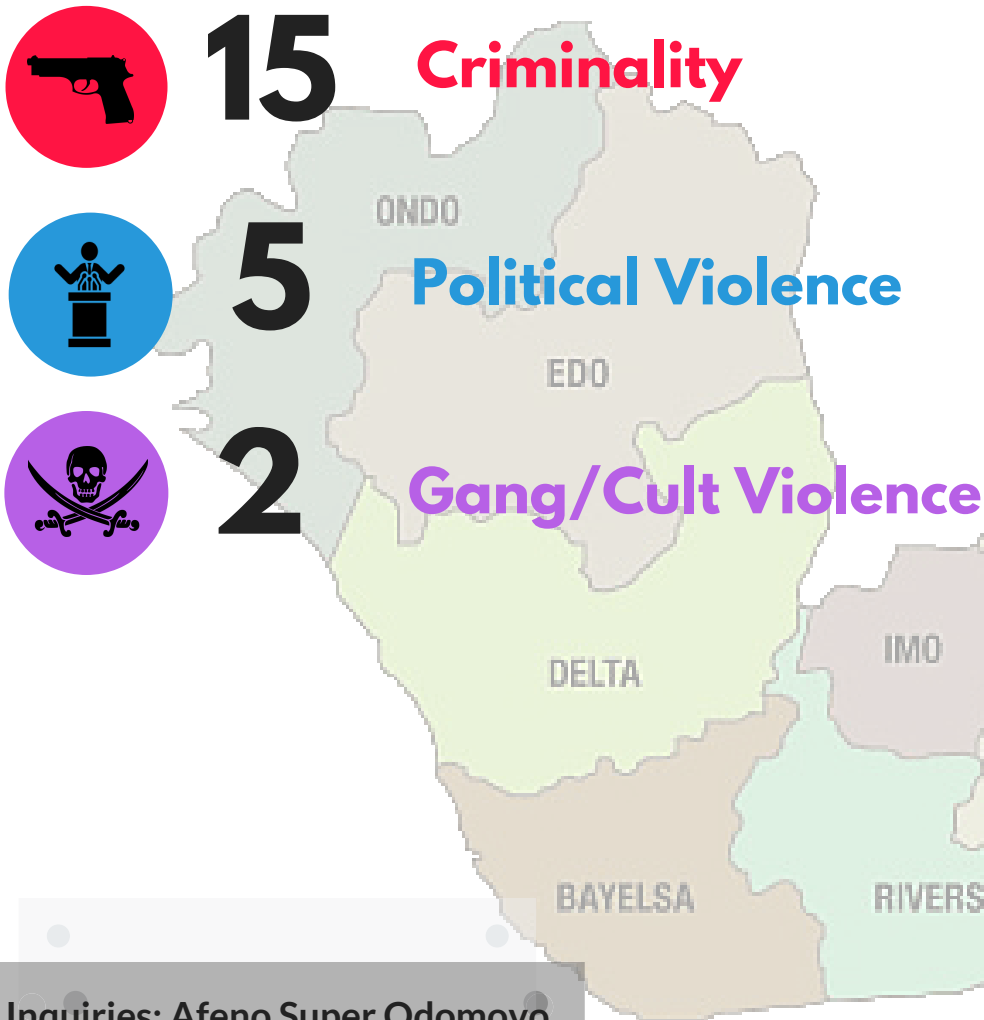 15 Criminality
ONDO
5 Political Violence
EDO
2 Gang/Cult Violence
IMO
DELTA
BAYELSA
RIVERS
Inquiries: Afeno Super Odomovo